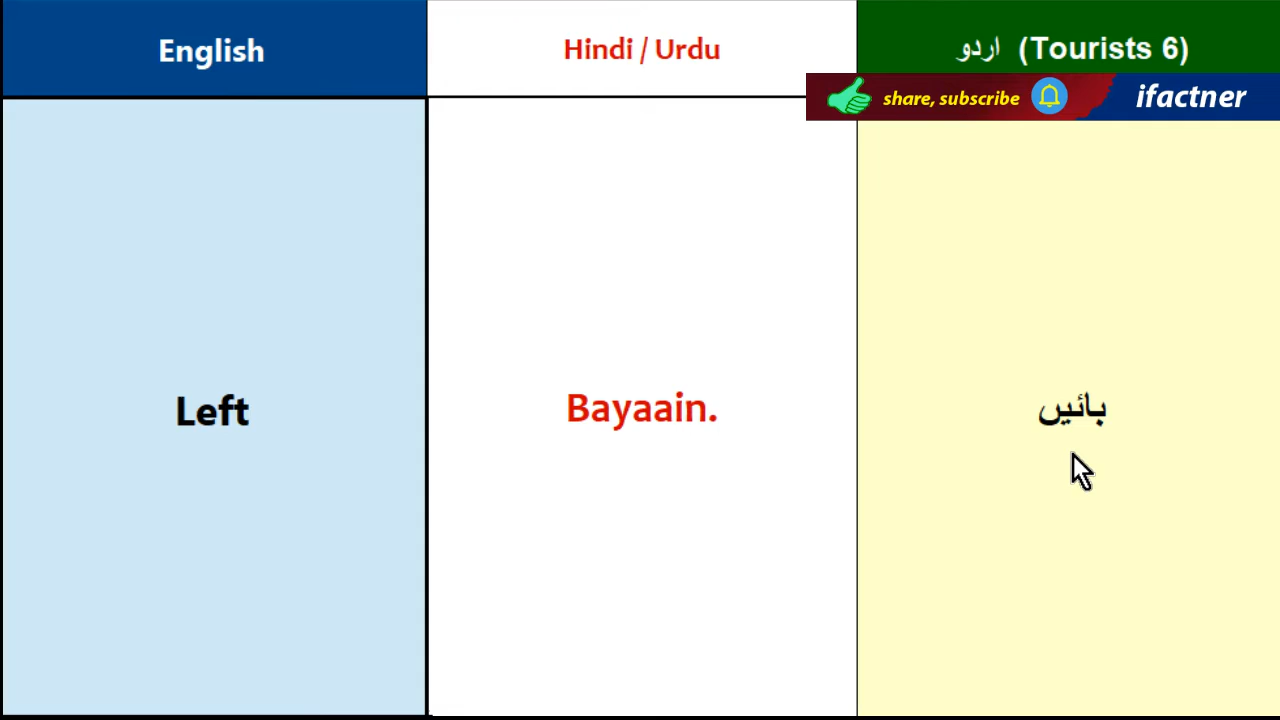 English
Hindi / Urdu
اردو (Tourists 6)
share, subscribe
ifactner
Left
Bayaain.
بائیں